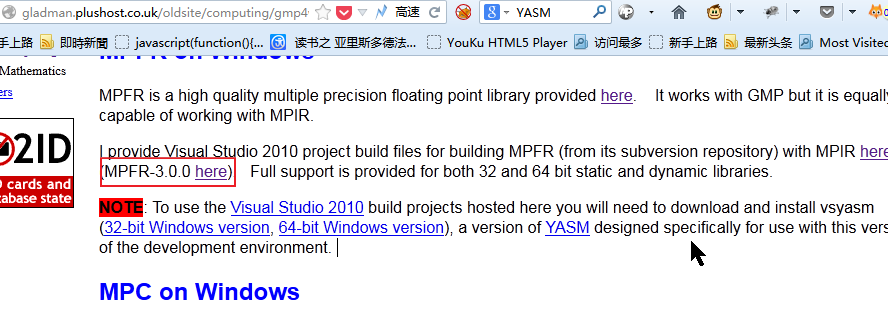 gladman.plushost.co.uk/oldsite/computing/gmp4 高速 YASM
手上路 即時新聞 javascript(function(){... 读书之 亚里斯多德法... YouKu HTML5 Player 访问最多 新手上路 最新头条 Most Visited
MPFR on Windows
Mathematics
ers
MPFR is a high quality multiple precision floating point library provided here. It works with GMP but it is equally
capable of working with MPIR.
I provide Visual Studio 2010 project build files for building MPFR (from its subversion repository) with MPIR here
(MPFR-3.0.0 here) Full support is provided for both 32 and 64 bit static and dynamic libraries.
2ID
cards and
tabase state
NOTE: To use the Visual Studio 2010 build projects hosted here you will need to download and install vsyasm
(32-bit Windows version, 64-bit Windows version), a version of YASM designed specifically for use with this vers
of the development environment.
MPC on Windows